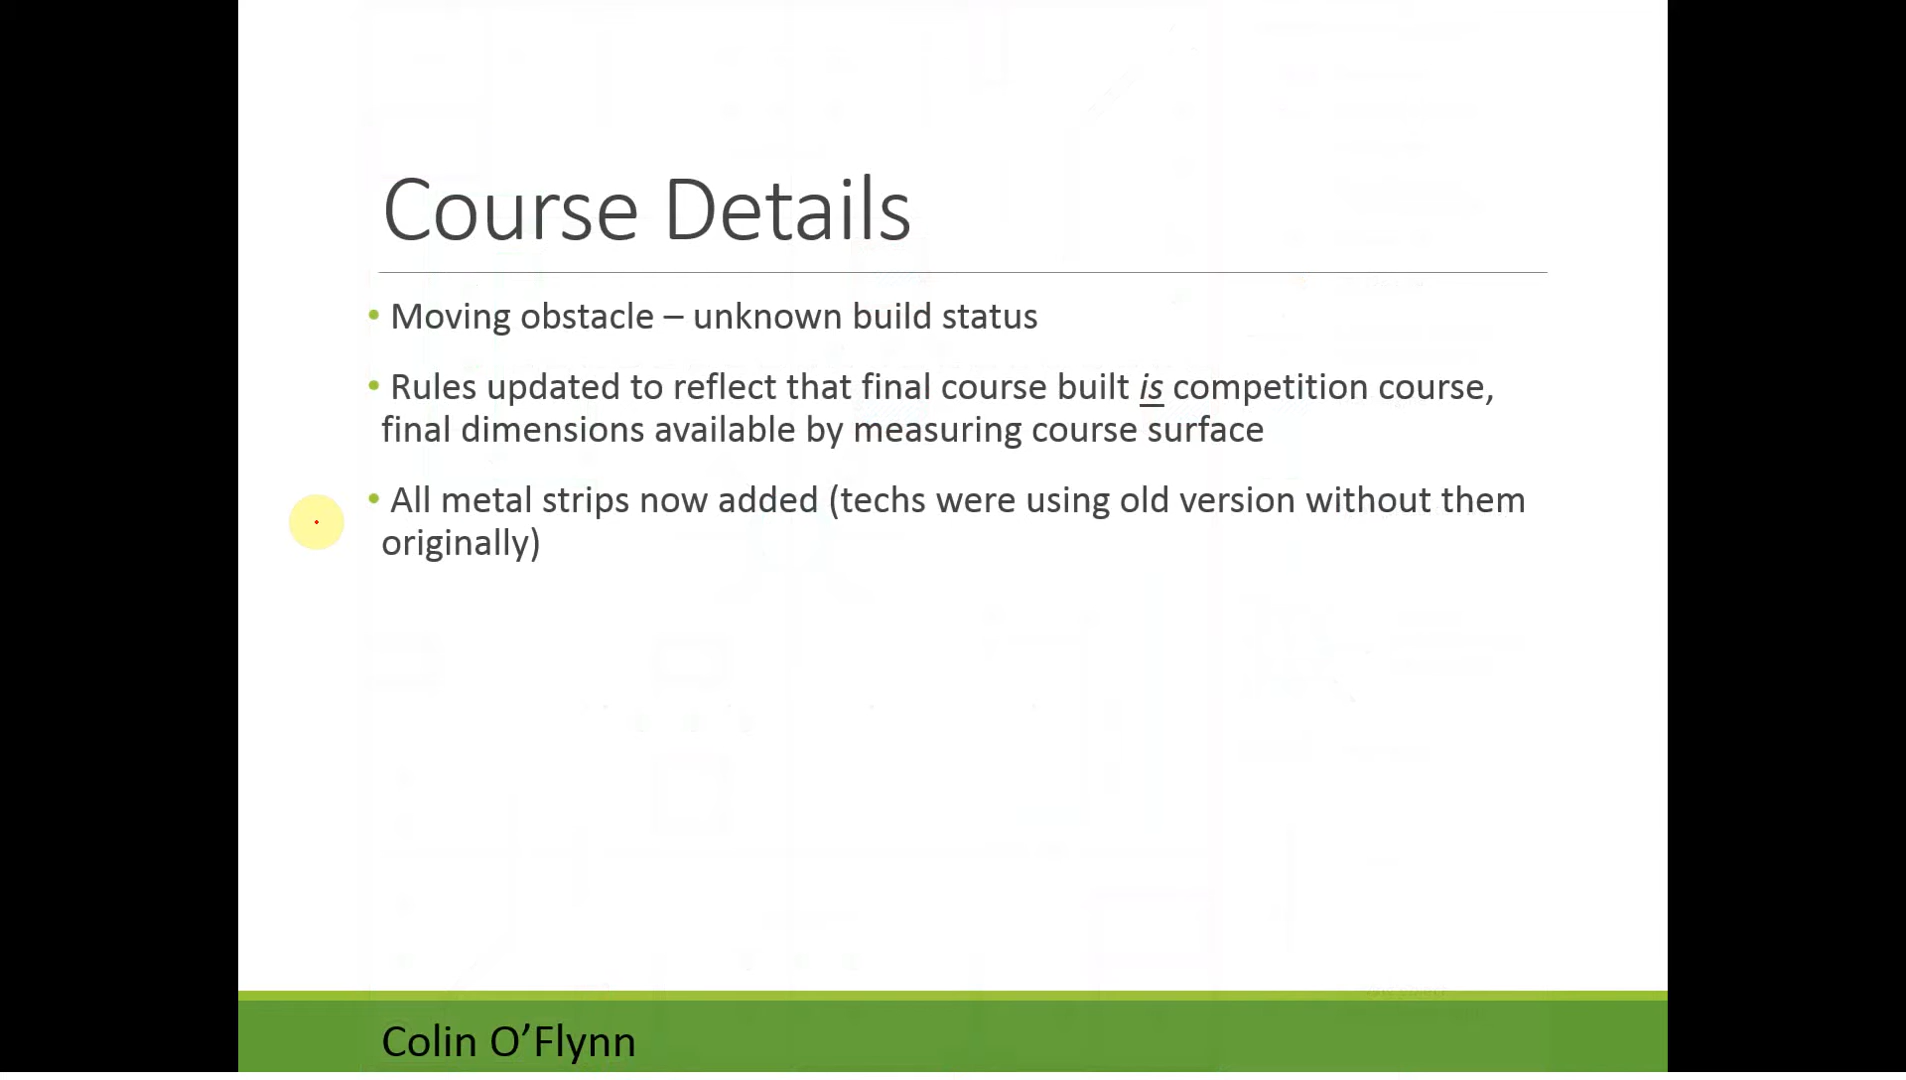 Course Details
• Moving obstacle – unknown build status
• Rules updated to reflect that final course built is competition course,
final dimensions available by measuring course surface
• All metal strips now added (techs were using old version without them
originally)
Colin O’Flynn